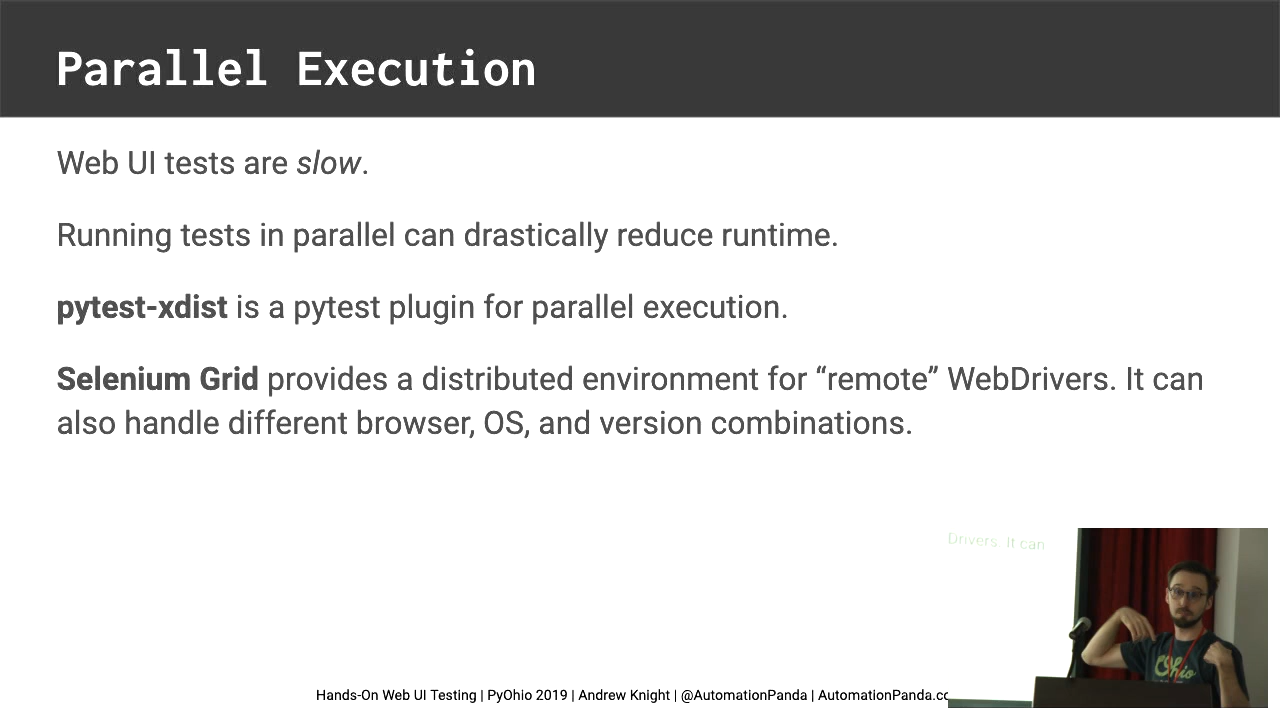 Parallel Execution
Web UI tests are slow.
Running tests in parallel can drastically reduce runtime.
pytest-xdist is a pytest plugin for parallel execution.
Selenium Grid provides a distributed environment for “remote” WebDrivers. It can
also handle different browser, OS, and version combinations.
Drivers. It can
Ohio
Hands-On Web UI Testing | PyOhio 2019 | Andrew Knight | @AutomationPanda | AutomationPanda.co